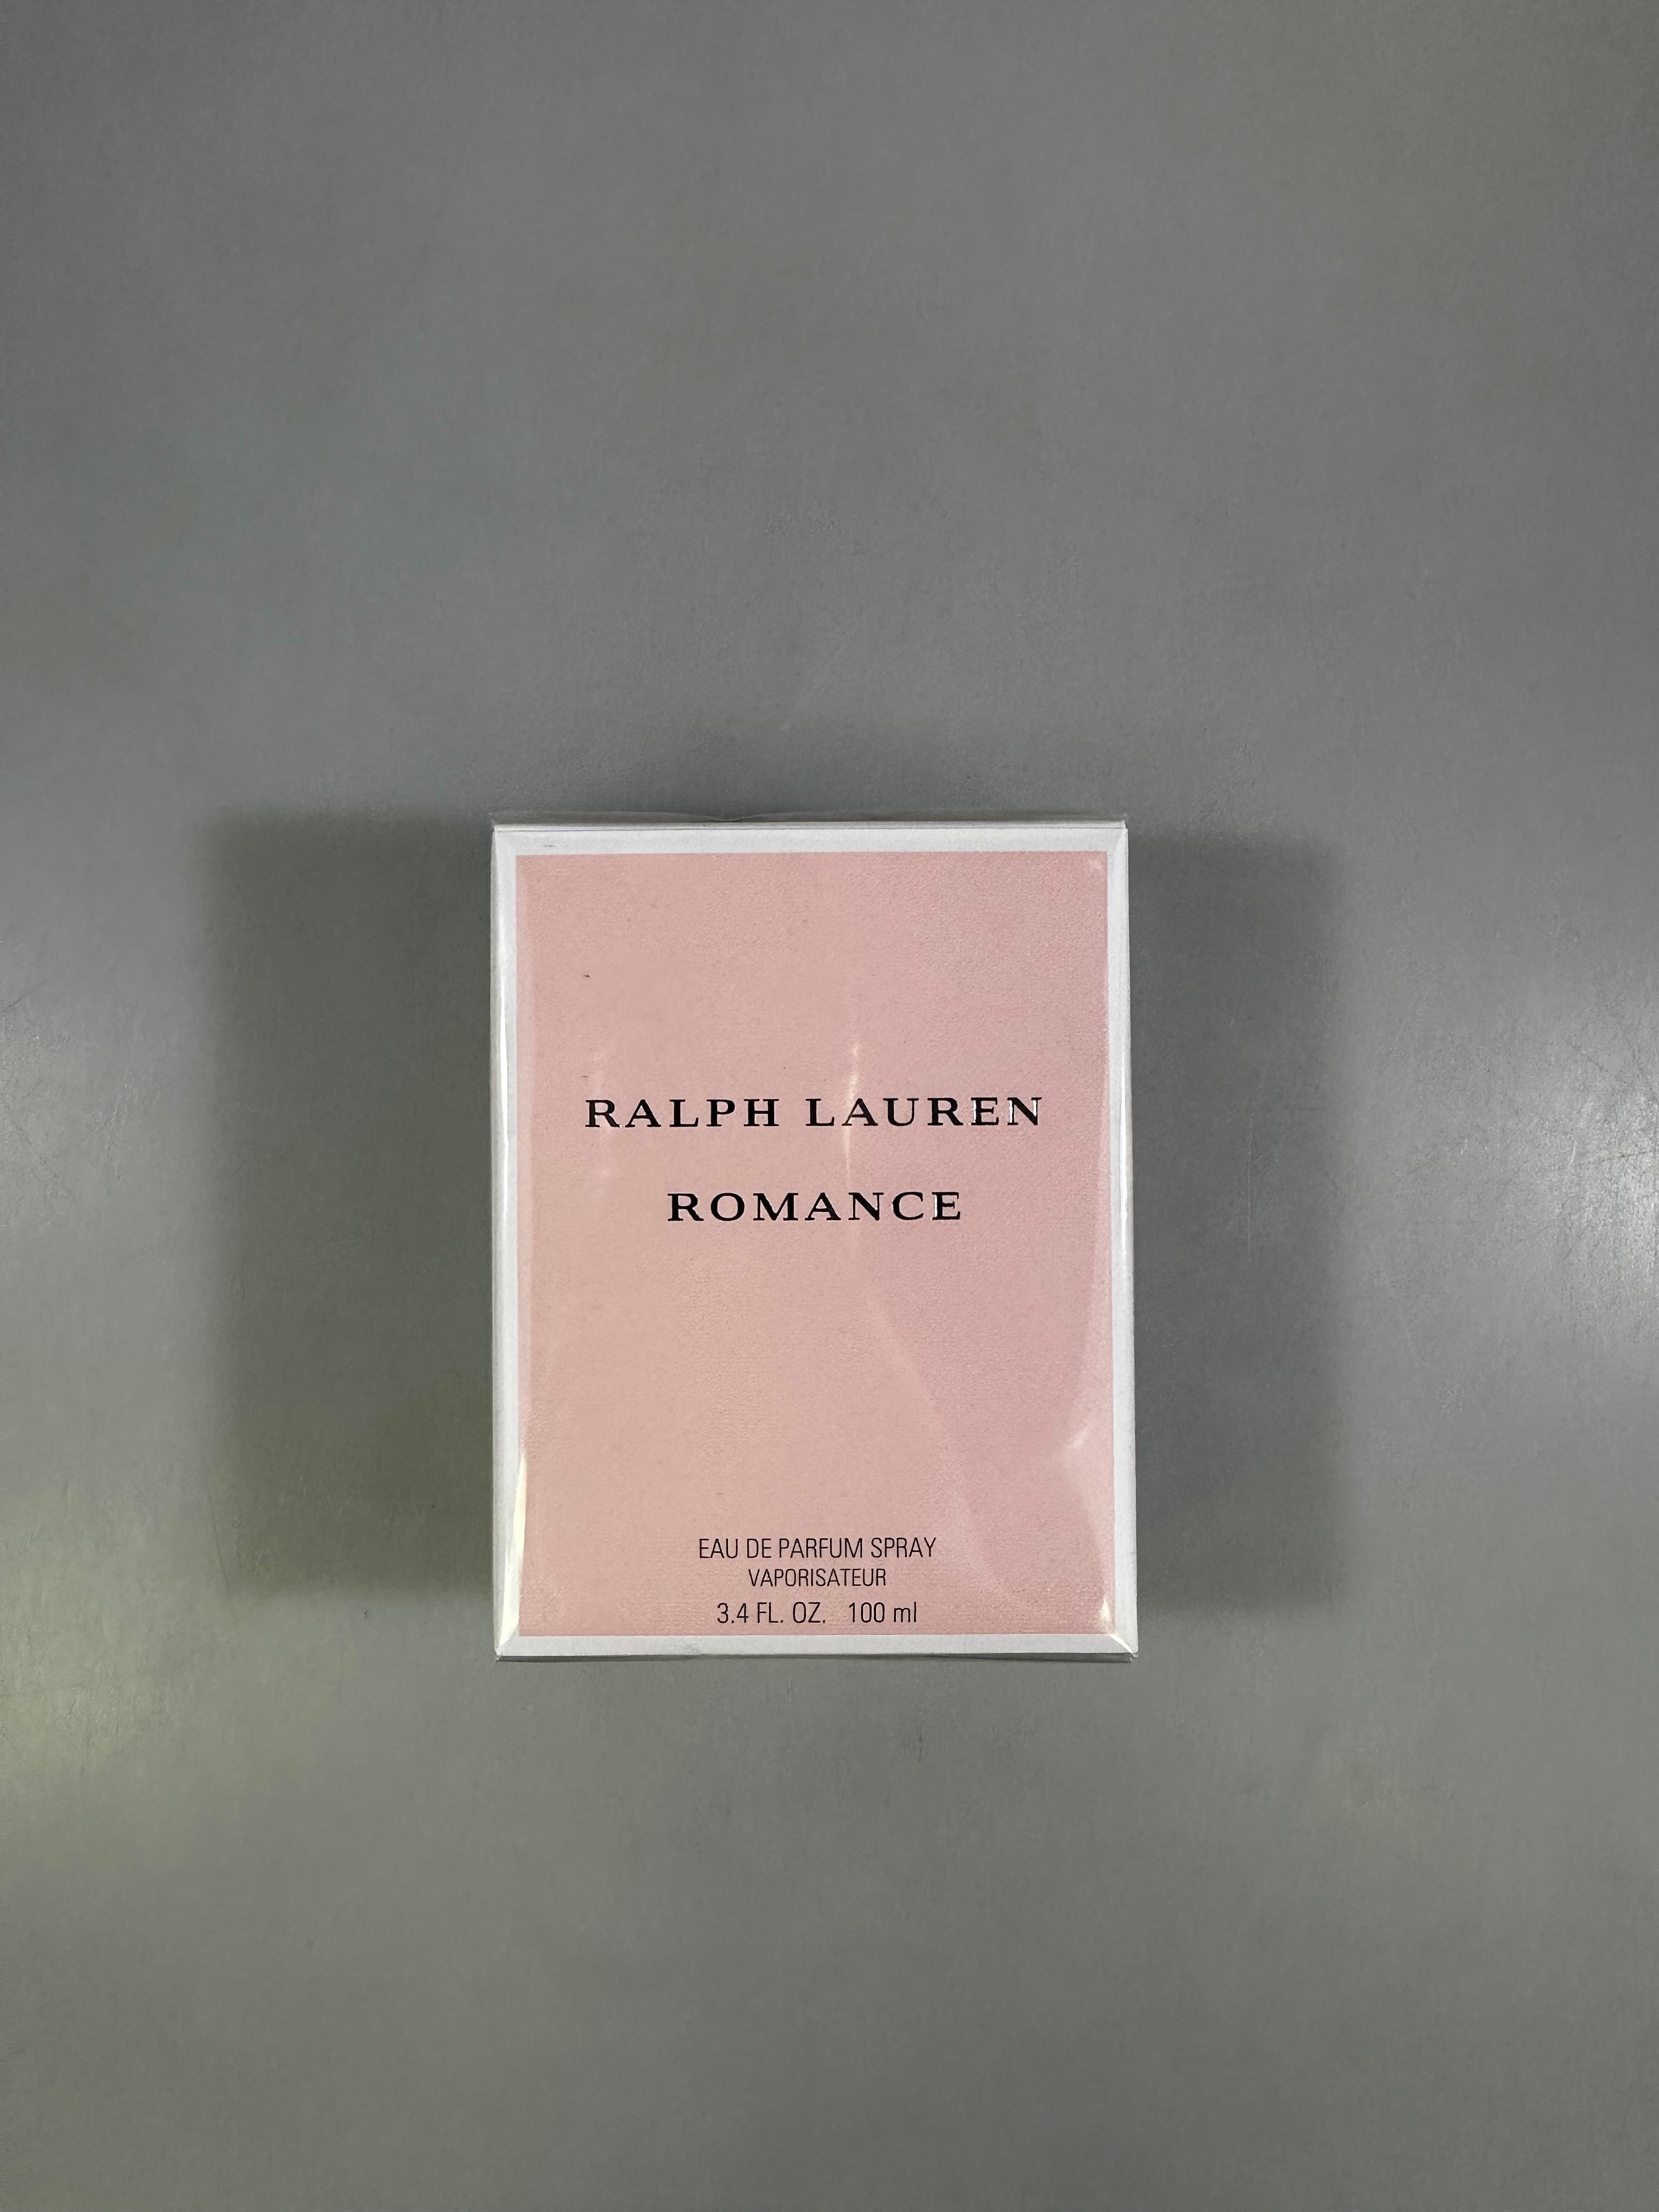 RALPH LAUREN
ROMANCE
EAU DE PARFUM SPRAY
VAPORISATEUR
3.4 FL. OZ. 100 ml